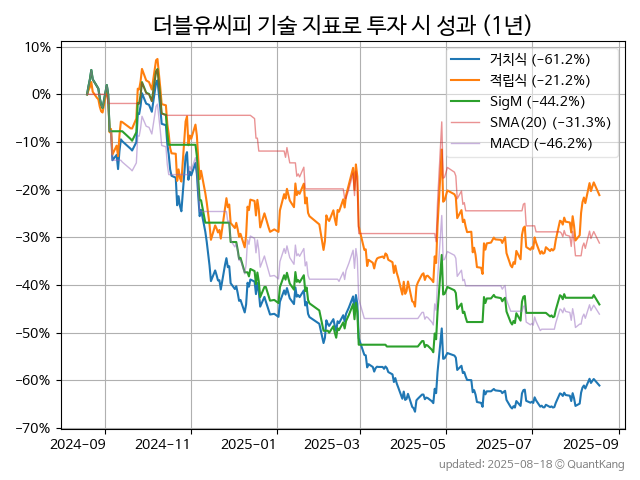 더블유씨피 기술 지표로 투자 시 성과 (1년)
10%
0%
−10%
−20%
−30%
−40%
−50%
−60%
−70%
거치식 (−61.2%)
적립식 (−21.2%)
SigM (−44.2%)
SMA(20) (−31.3%)
MACD (−46.2%)
2024-09 2024-11 2025-01 2025-03 2025-05 2025-07 2025-09
updated: 2025-08-18 ⓒ QuantKang